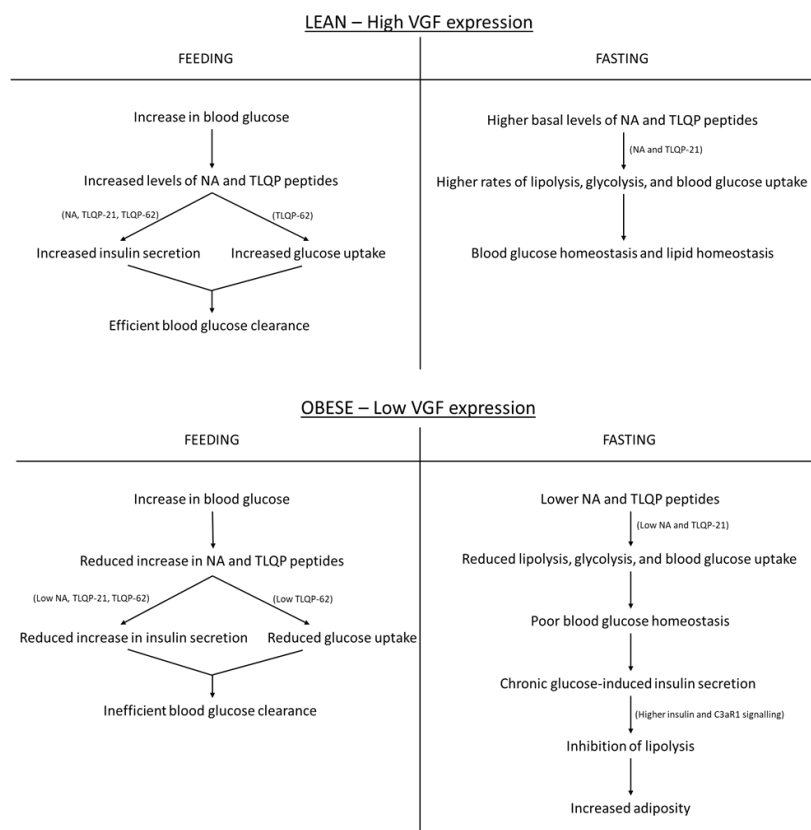 LEAN – High VGF expression
FEEDING
Increase in blood glucose
Increased levels of NA and TLQP peptides
(NA, TLQP-21, TLQP-62)
(TLQP-62)
Increased insulin secretion
Increased glucose uptake
Efficient blood glucose clearance
FASTING
Higher basal levels of NA and TLQP peptides
(NA and TLQP-21)
Higher rates of lipolysis, glycolysis, and blood glucose uptake
Blood glucose homeostasis and lipid homeostasis
OBESE – Low VGF expression
FEEDING
Increase in blood glucose
Reduced increase in NA and TLQP peptides
(Low NA, TLQP-21, TLQP-62)
(Low TLQP-62)
Reduced increase in insulin secretion
Reduced glucose uptake
Inefficient blood glucose clearance
FASTING
Lower NA and TLQP peptides
(Low NA and TLQP-21)
Reduced lipolysis, glycolysis, and blood glucose uptake
Poor blood glucose homeostasis
Chronic glucose-induced insulin secretion
(Higher insulin and C3aR1 signalling)
Inhibition of lipolysis
Increased adiposity